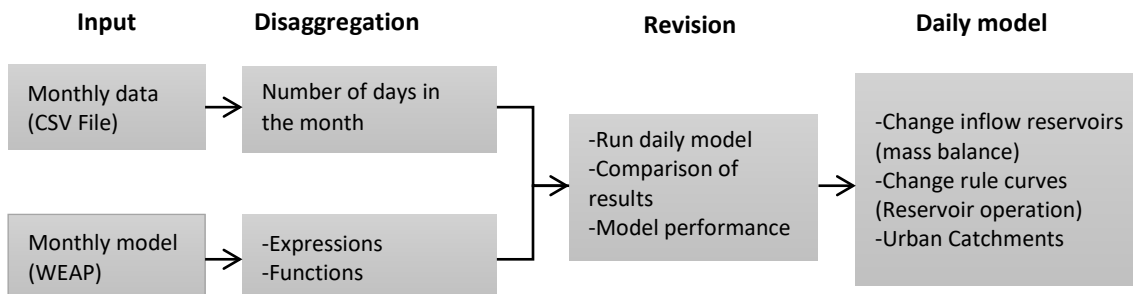 Input
Disaggregation
Revision
Daily model
Monthly data
(CSV File)
Number of days in
the month
Monthly model
(WEAP)
-Expressions
-Functions
-Run daily model
-Comparison of
results
-Model performance
-Change inflow reservoirs
(mass balance)
-Change rule curves
(Reservoir operation)
-Urban Catchments